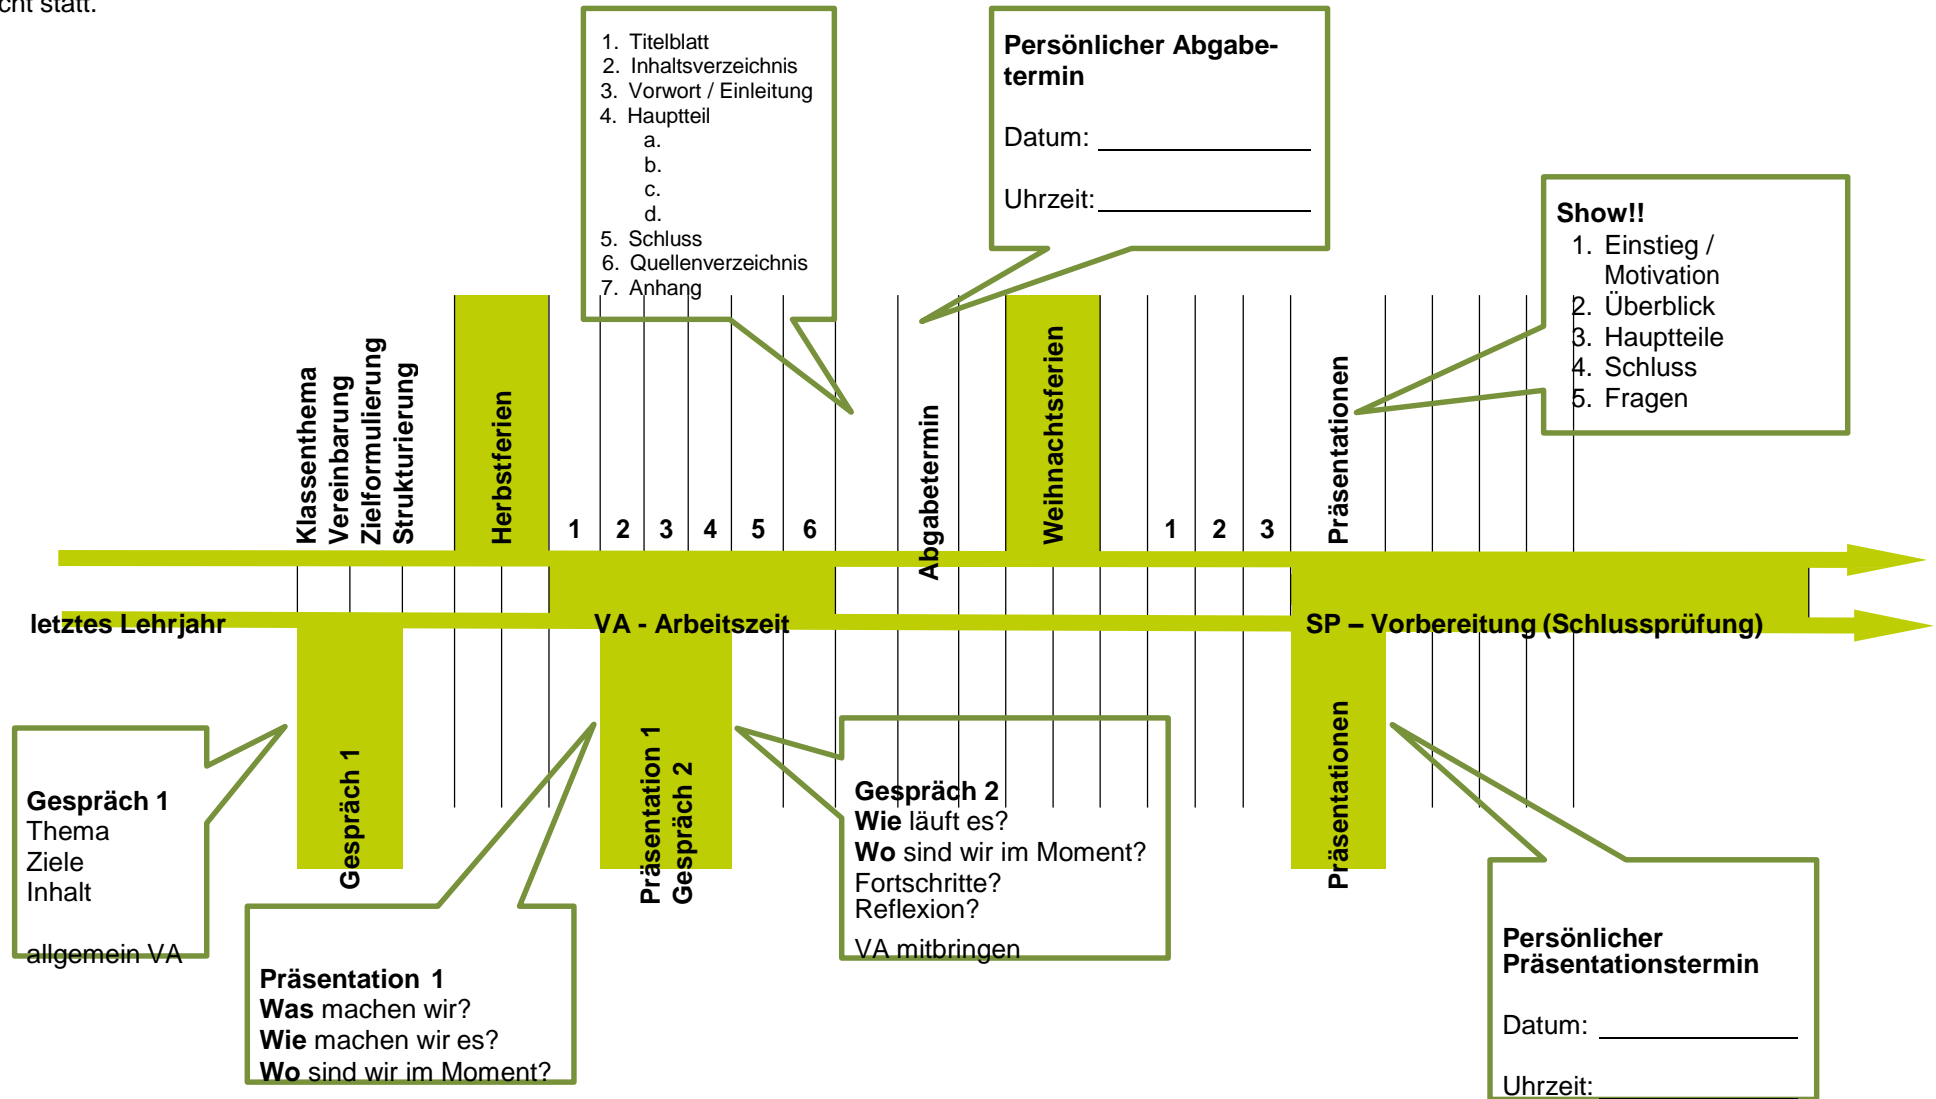 cht statt.
1. Titelblatt
2. Inhaltsverzeichnis
3. Vorwort / Einleitung
4. Hauptteil
a.
b.
c.
d.
5. Schluss
6. Quellenverzeichnis
7. Anhang
Persönlicher Abgabe-
termin
Datum:
Uhrzeit:
Show!!
1. Einstieg /
Motivation
2. Überblick
3. Hauptteile
4. Schluss
5. Fragen
Klassenthema
Vereinbarung
Zielformulierung
Strukturierung
Herbstferien
1 2 3 4 5 6
Abgabetermin
Weihnachtsferien
1 2 3
Präsentationen
letztes Lehrjahr
VA - Arbeitszeit
SP – Vorbereitung (Schlussprüfung)
Gespräch 1
Präsentation 1
Gespräch 2
Präsentationen
Gespräch 1
Thema
Ziele
Inhalt
allgemein VA
Präsentation 1
Was machen wir?
Wie machen wir es?
Wo sind wir im Moment?
Gespräch 2
Wie läuft es?
Wo sind wir im Moment?
Fortschritte?
Reflexion?
VA mitbringen
Persönlicher
Präsentationstermin
Datum:
Uhrzeit: